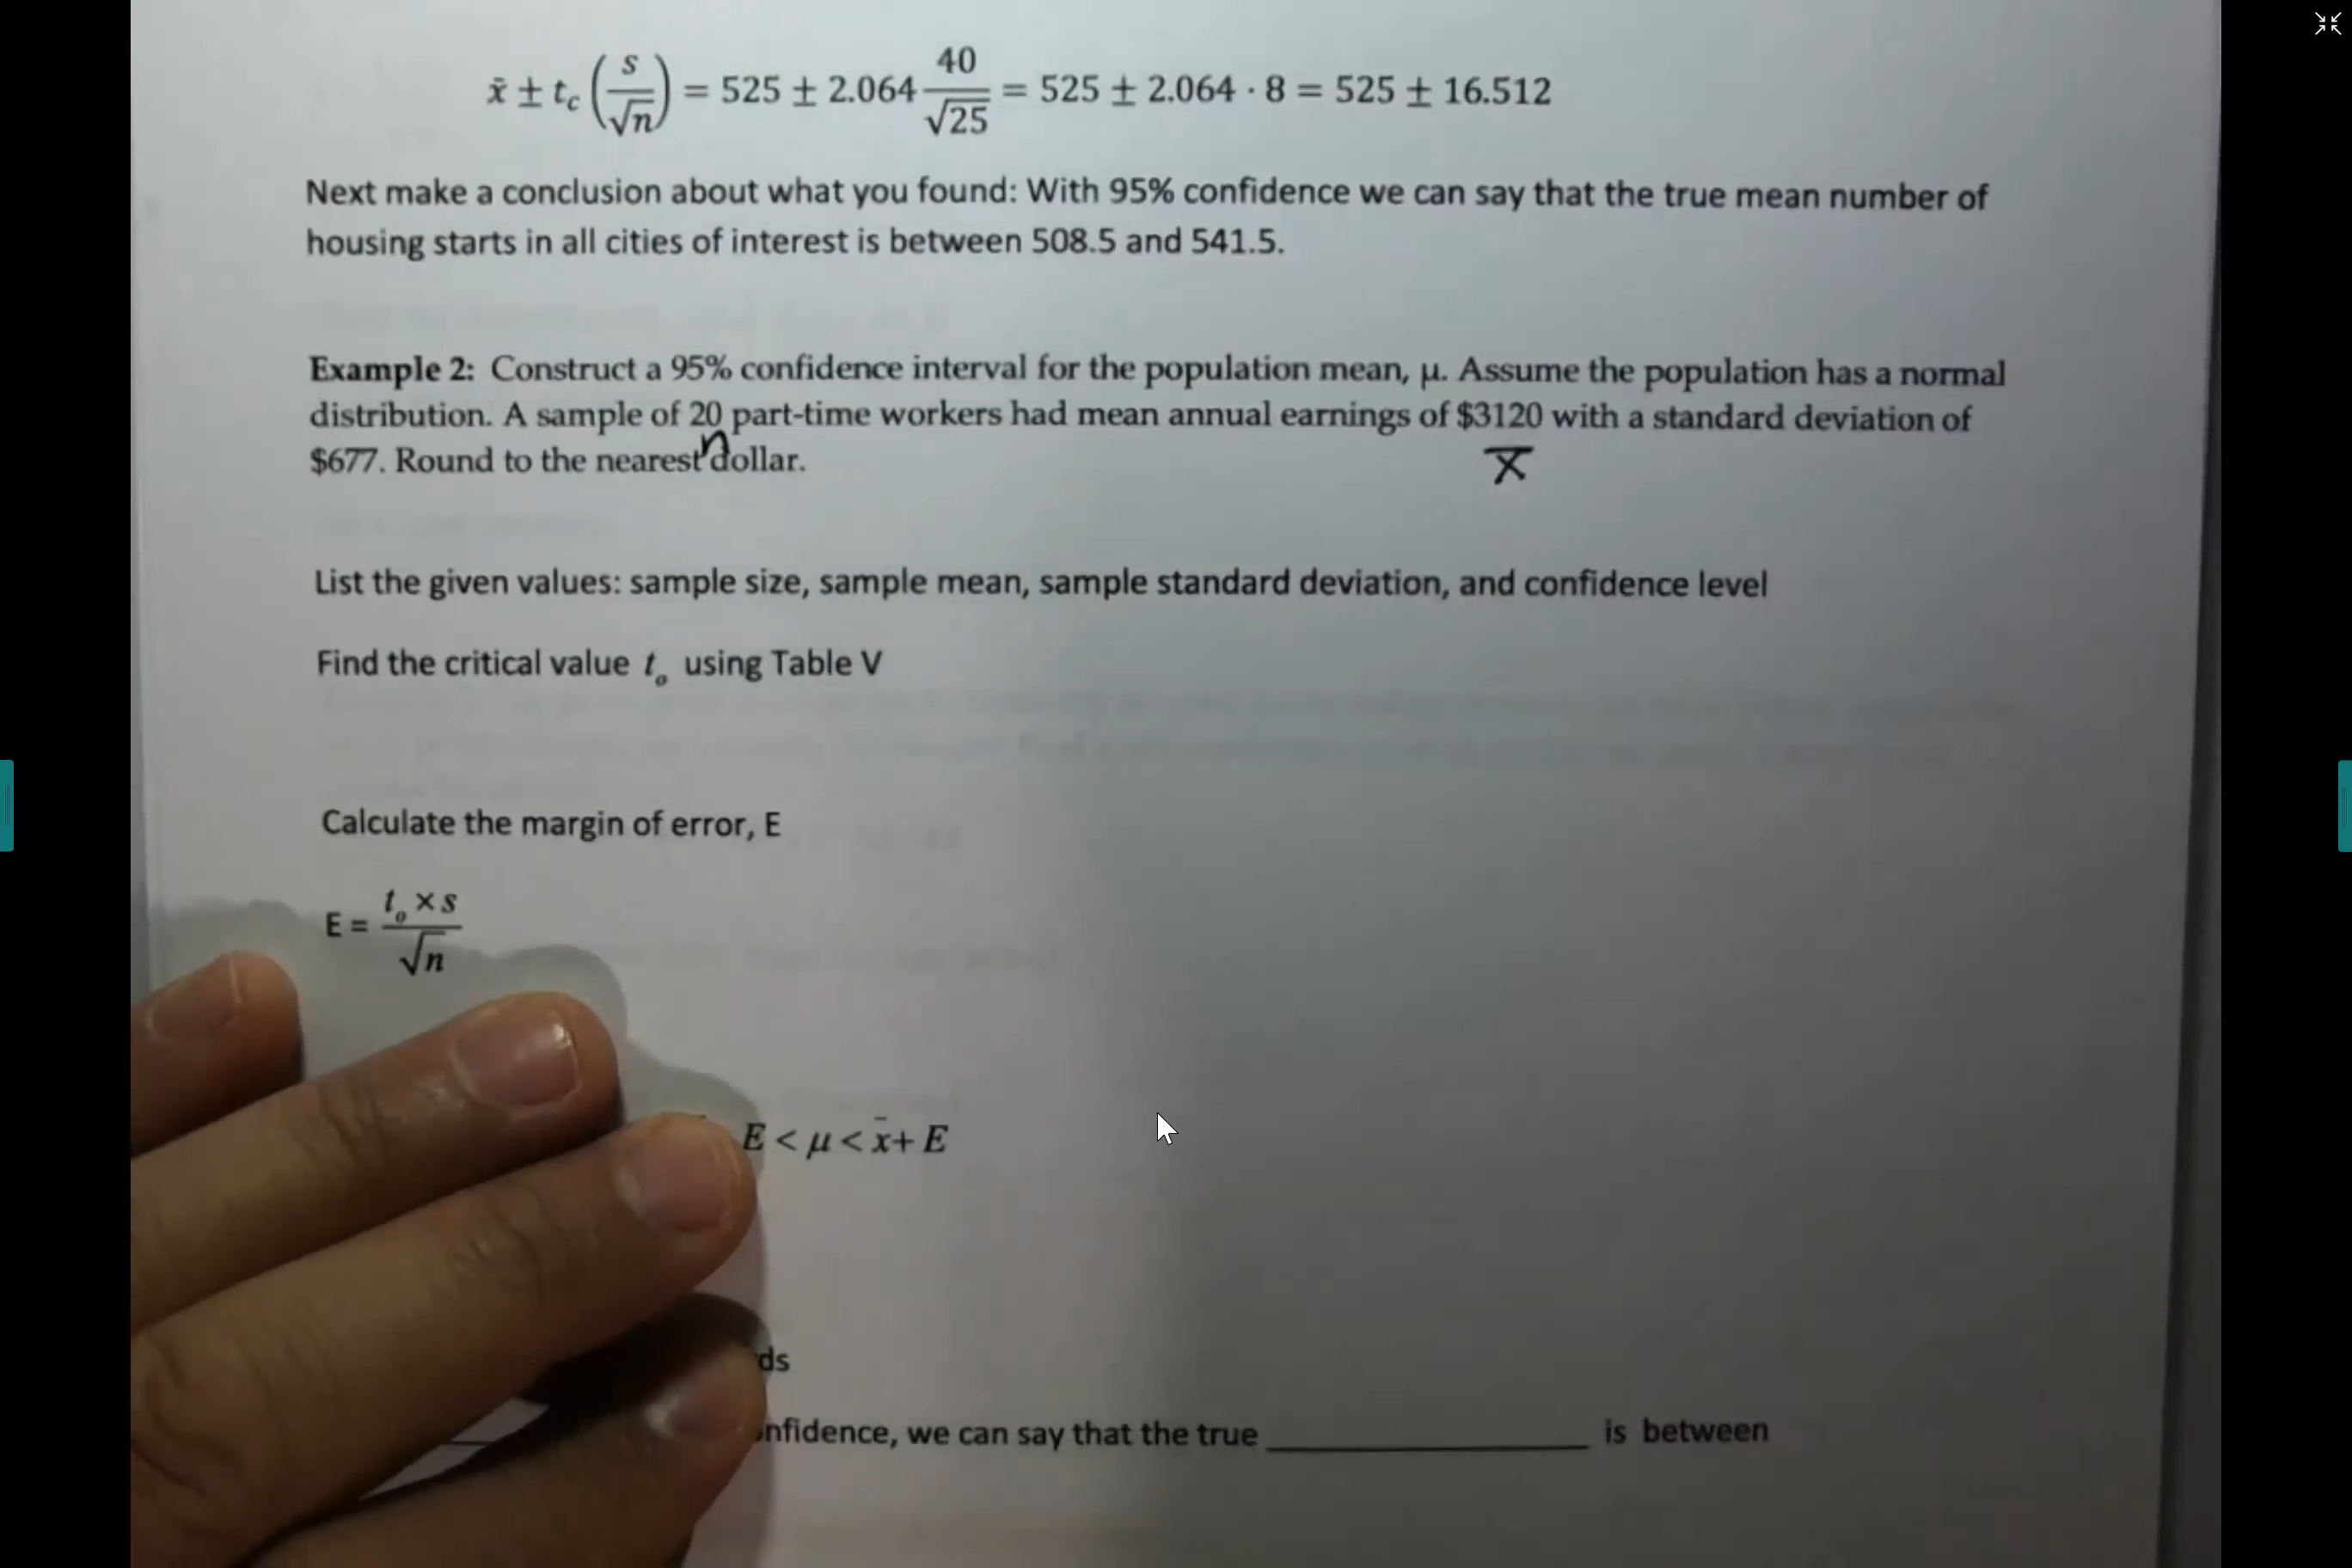 x̄ ± t_c (s/√n) = 525 ± 2.064 40/√25 = 525 ± 2.064 · 8 = 525 ± 16.512
Next make a conclusion about what you found: With 95% confidence we can say that the true mean number of
housing starts in all cities of interest is between 508.5 and 541.5.
Example 2: Construct a 95% confidence interval for the population mean, μ. Assume the population has a normal
distribution. A sample of 20 part-time workers had mean annual earnings of $3120 with a standard deviation of
n
x̄
$677. Round to the nearest dollar.
List the given values: sample size, sample mean, sample standard deviation, and confidence level
Find the critical value t_o using Table V
Calculate the margin of error, E
E = t_o × s / √n
E < μ < x̄+ E
we can say that the true ____________ is between